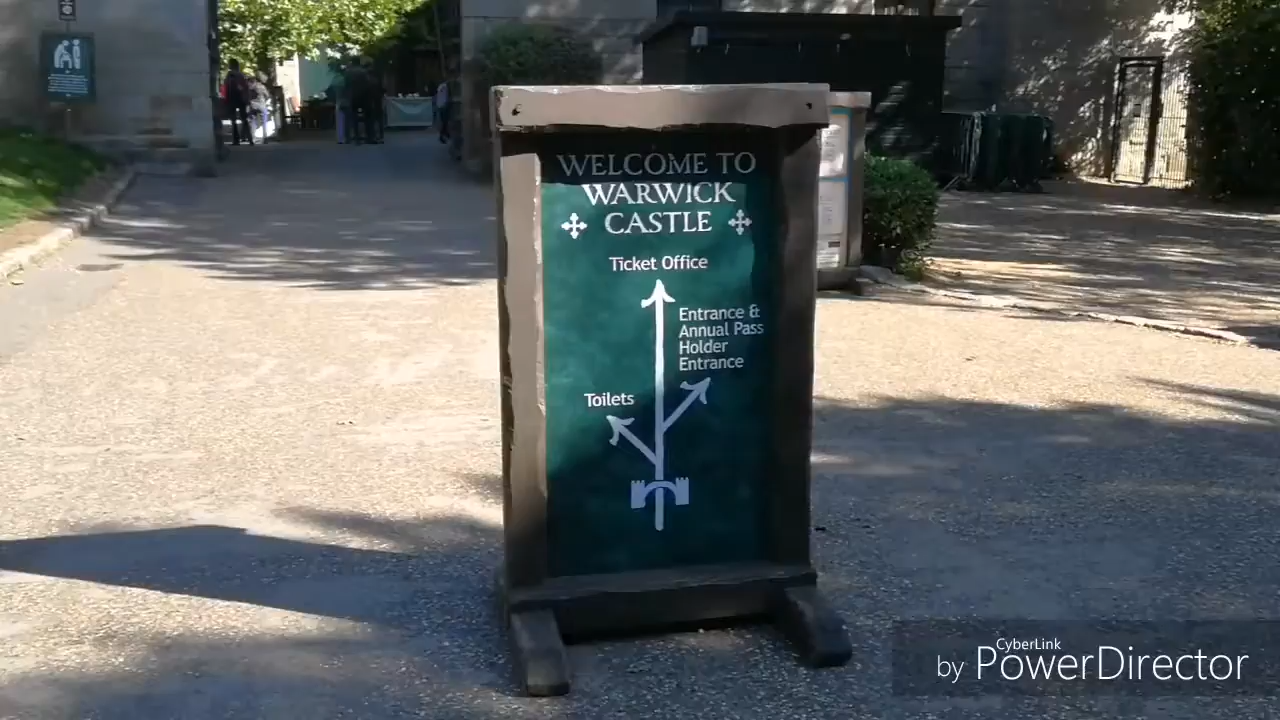 WELCOME TO
WARWICK
CASTLE
Ticket Office
Entrance &
Annual Pass
Holder
Entrance
Toilets
CyberLink
by PowerDirector